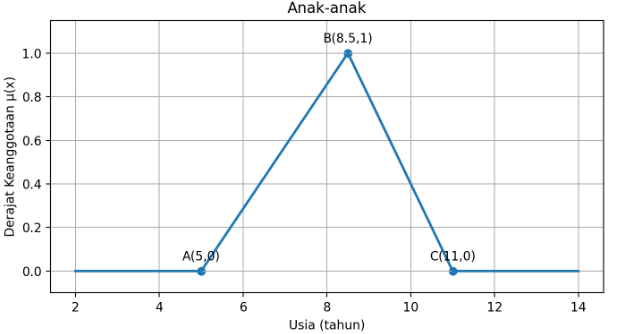 Anak-anak
B(8.5,1)
1.0
0.8
0.6
0.4
0.2
0.0
Derajat Keanggotaan μ(x)
A(5,0)
C(11,0)
2 4 6 8 10 12 14
Usia (tahun)